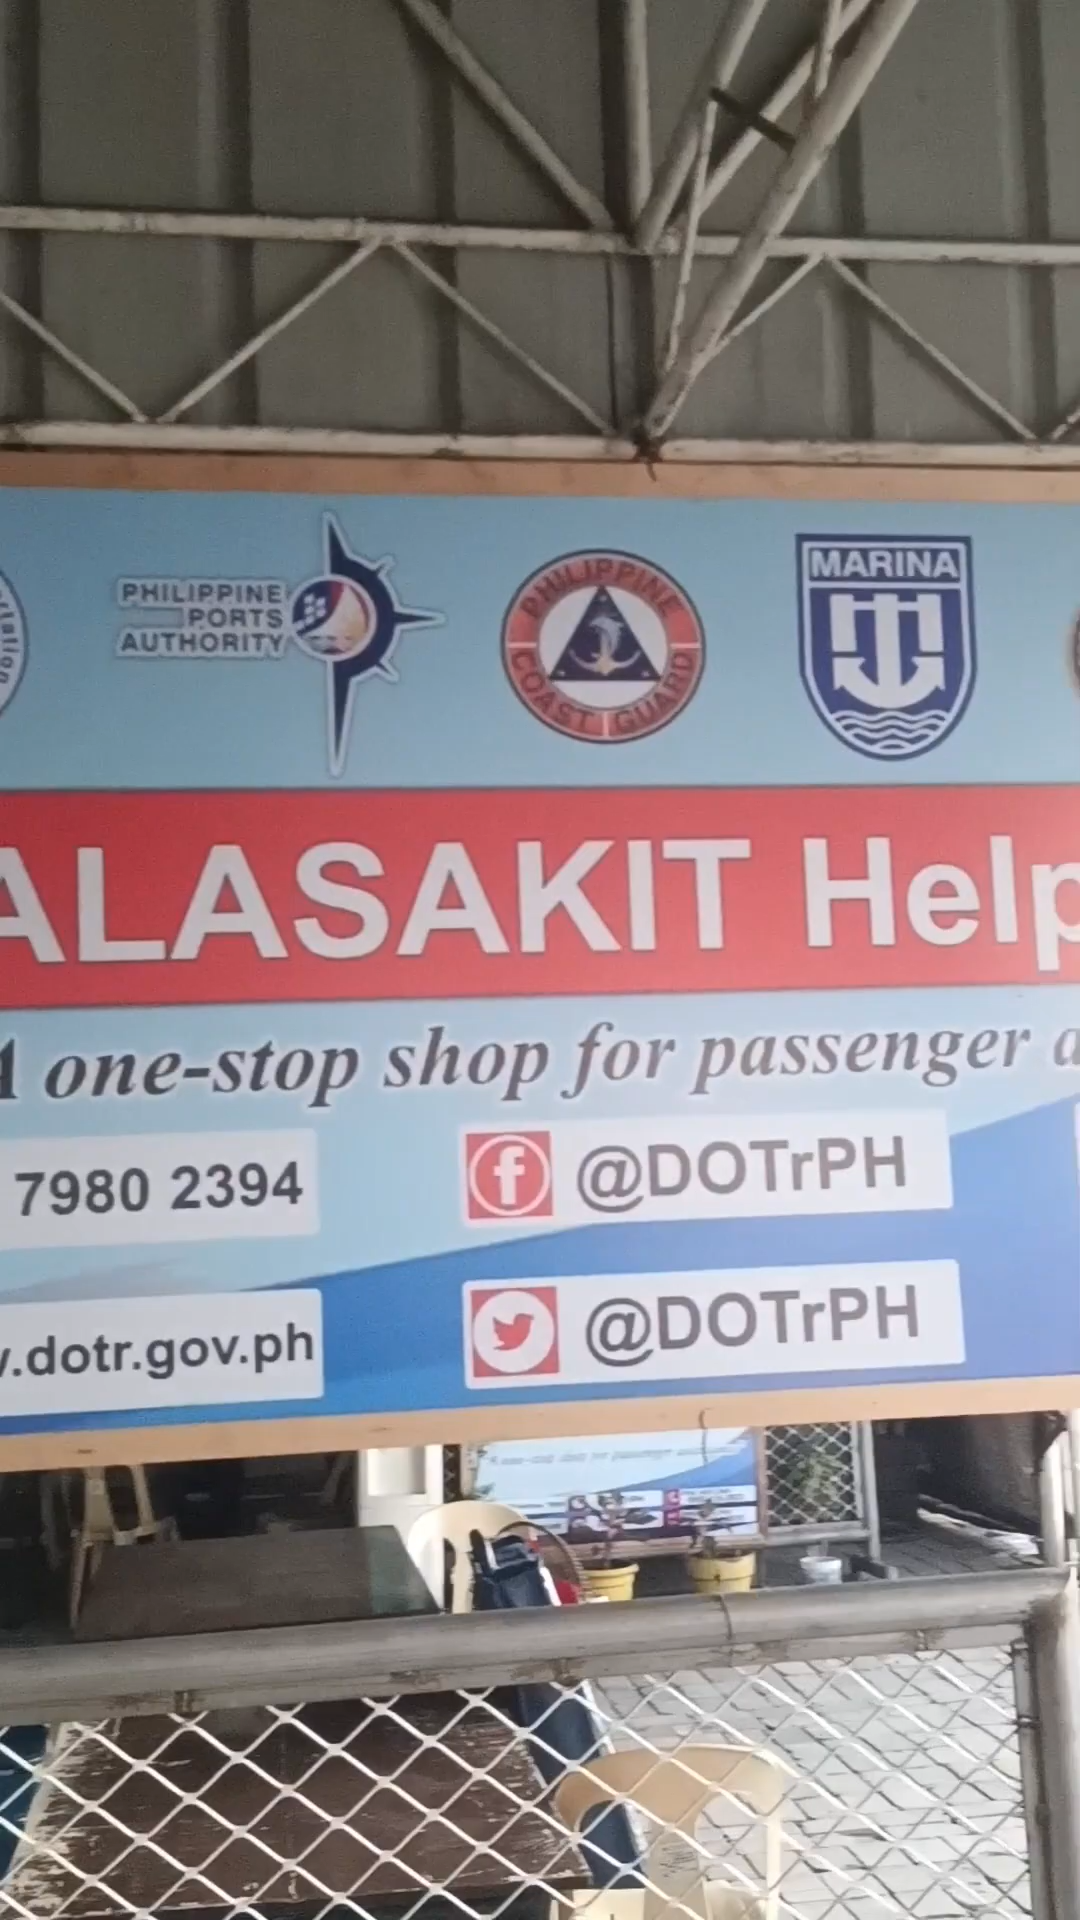 PHILIPPINE
PORTS
AUTHORITY
PHILIPPINE
COAST GUARD
MARINA
ALASAKIT Help
A one-stop shop for passenger a
7980 2394
@DOTrPH
.dotr.gov.ph
@DOTrPH